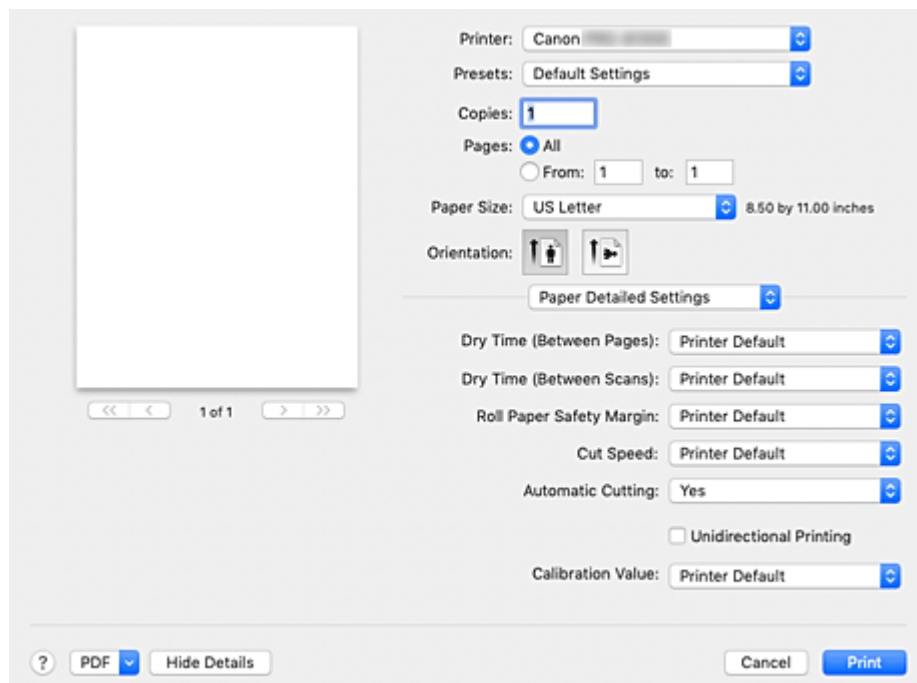 Printer: Canon
Presets: Default Settings
Copies: 1
Pages: All
From: 1 to: 1
Paper Size: US Letter 8.50 by 11.00 inches
Orientation:
Paper Detailed Settings
Dry Time (Between Pages): Printer Default
Dry Time (Between Scans): Printer Default
1 of 1
Roll Paper Safety Margin: Printer Default
Cut Speed: Printer Default
Automatic Cutting: Yes
Unidirectional Printing
Calibration Value: Printer Default
? PDF Hide Details Cancel Print